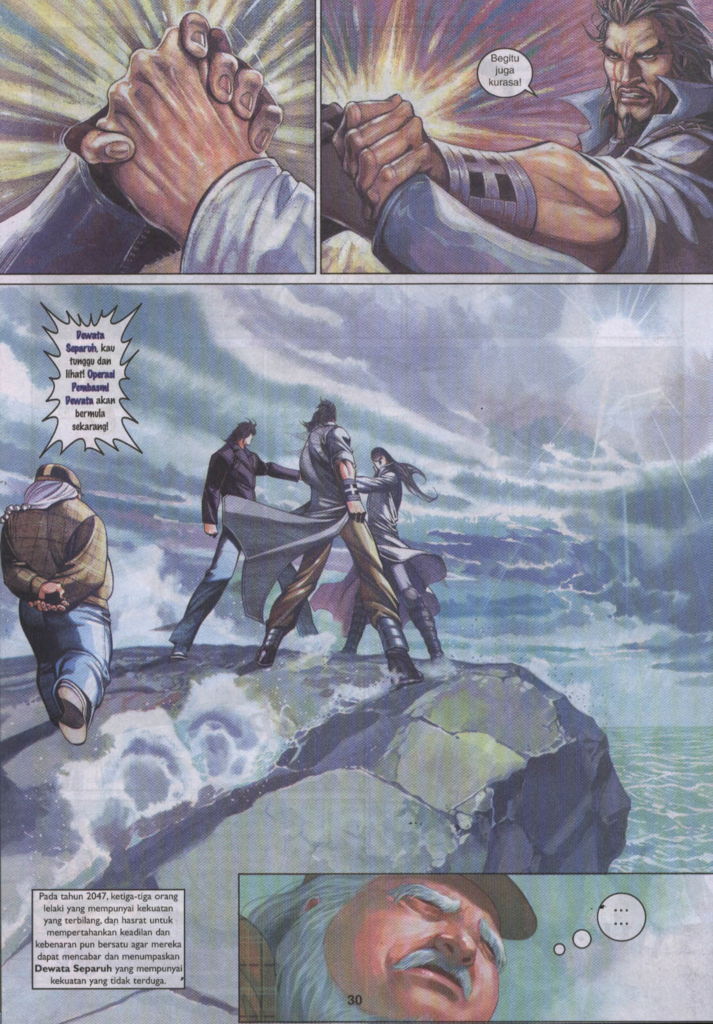 Begitu
juga
kurasa!
Dewata
Separuh, kau
tunggu dan
lihat! Operasi
Pembasmi
Dewata akan
bermula
sekarang!
Pada tahun 2047, ketiga-tiga orang
lelaki yang mempunyai kekuatan
yang terbilang, dan hasrat untuk
mempertahankan keadilan dan
kebenaran pun bersatu agar mereka
dapat mencabar dan menumpaskan
Dewata Separuh yang mempunyai
kekuatan yang tidak terduga.
...
...
30